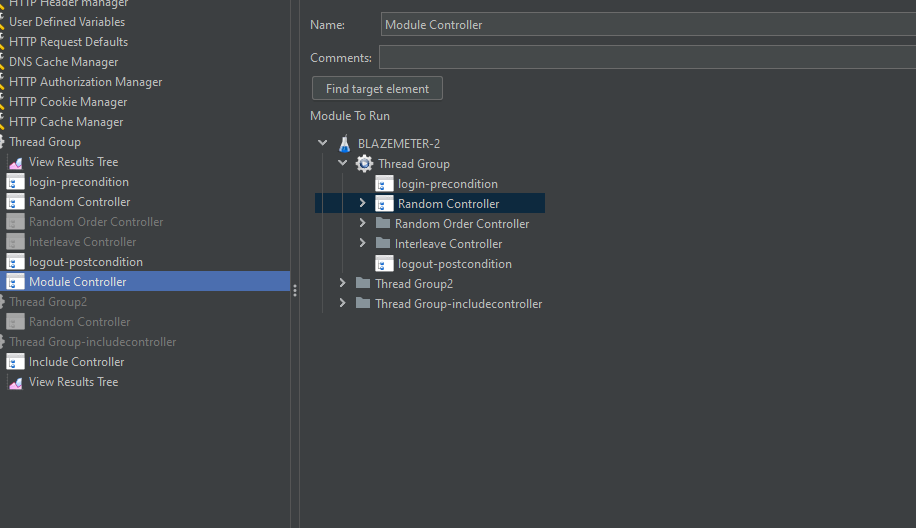 HTTP Header manager
User Defined Variables
HTTP Request Defaults
DNS Cache Manager
HTTP Authorization Manager
HTTP Cookie Manager
HTTP Cache Manager
Thread Group
View Results Tree
login-precondition
Random Controller
Random Order Controller
Interleave Controller
logout-postcondition
Module Controller
Thread Group2
Random Controller
Thread Group-includecontroller
Include Controller
View Results Tree
Name: Module Controller
Comments:
Find target element
Module To Run
BLAZEMETER-2
Thread Group
login-precondition
Random Controller
Random Order Controller
Interleave Controller
logout-postcondition
Thread Group2
Thread Group-includecontroller